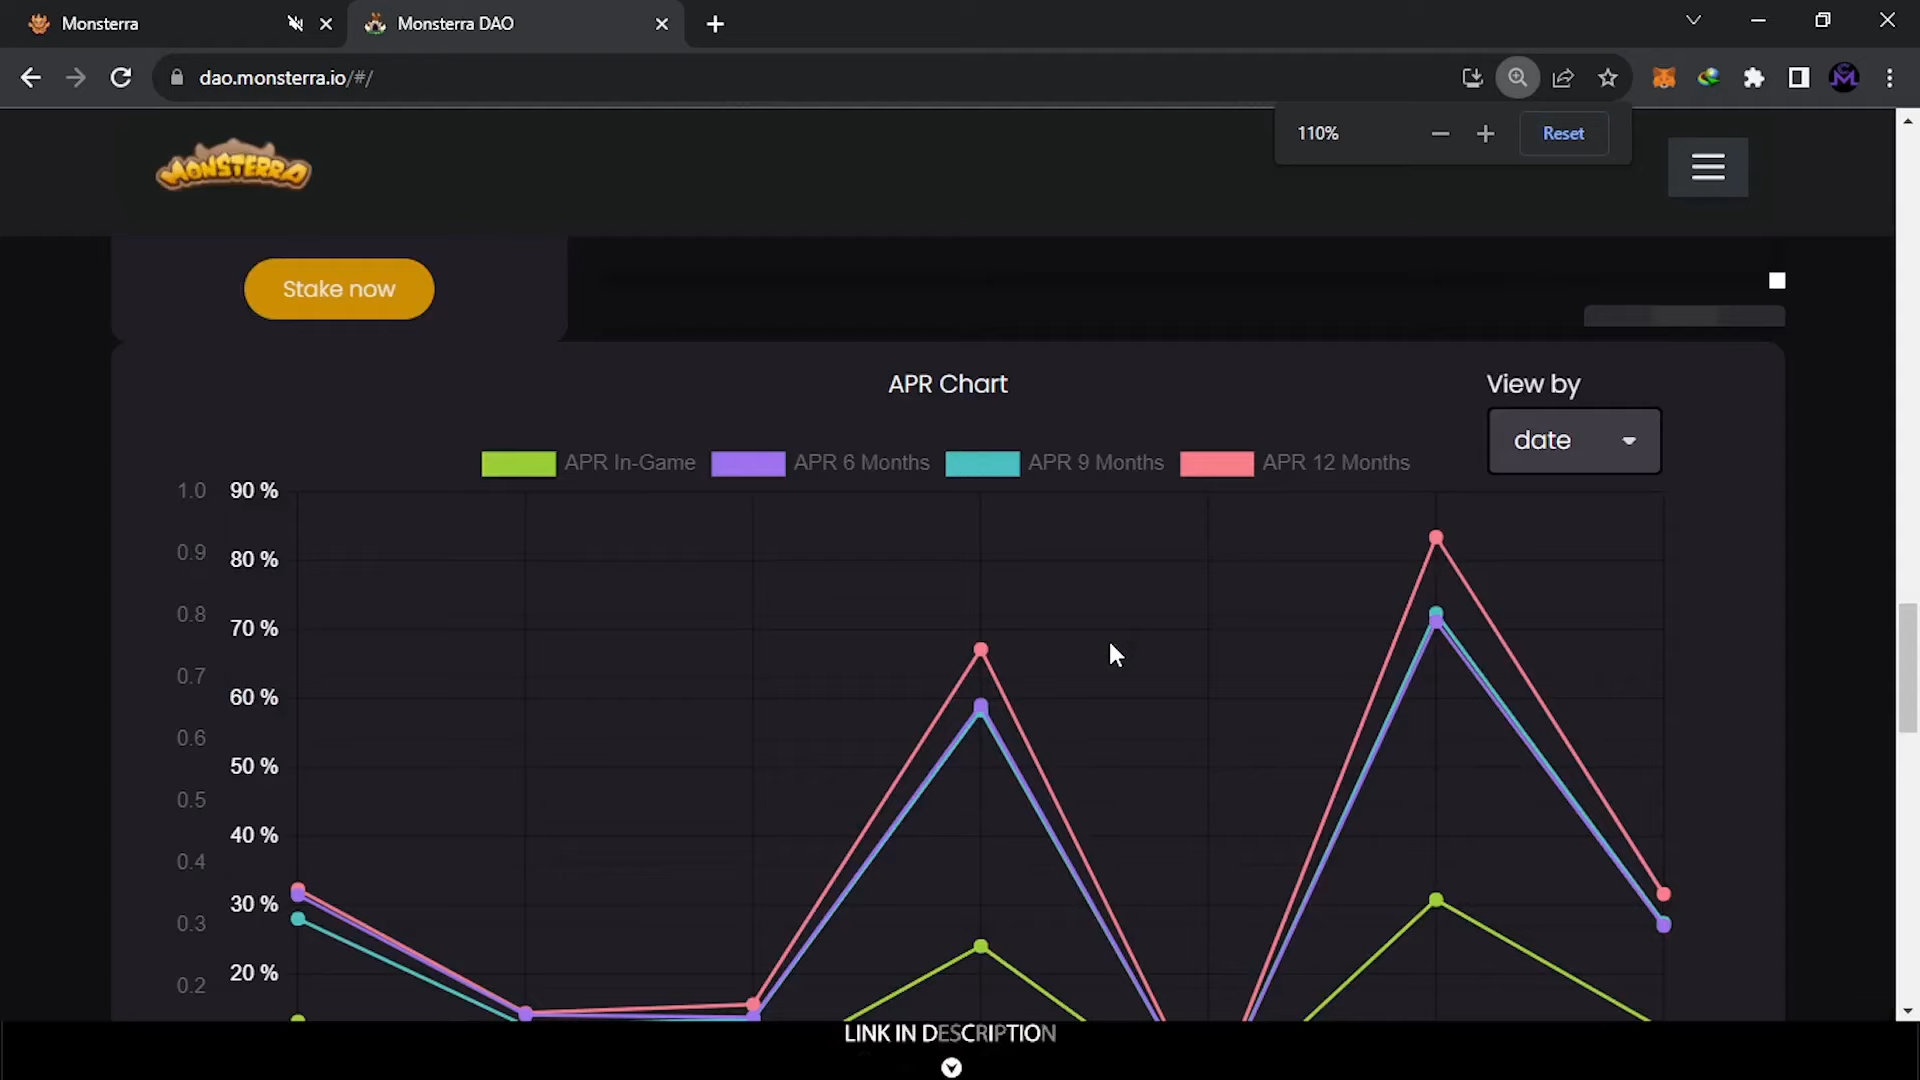 Monsterra
Monsterra DAO
dao.monsterra.io/#/
110%
Reset
MONSTERRA
Stake now
APR Chart
View by
date
APR In-Game
APR 6 Months
APR 9 Months
APR 12 Months
1.0
90 %
0.9
80 %
0.8
70 %
0.7
60 %
0.6
50 %
0.5
40 %
0.4
30 %
0.3
20 %
0.2
LINK IN DESCRIPTION